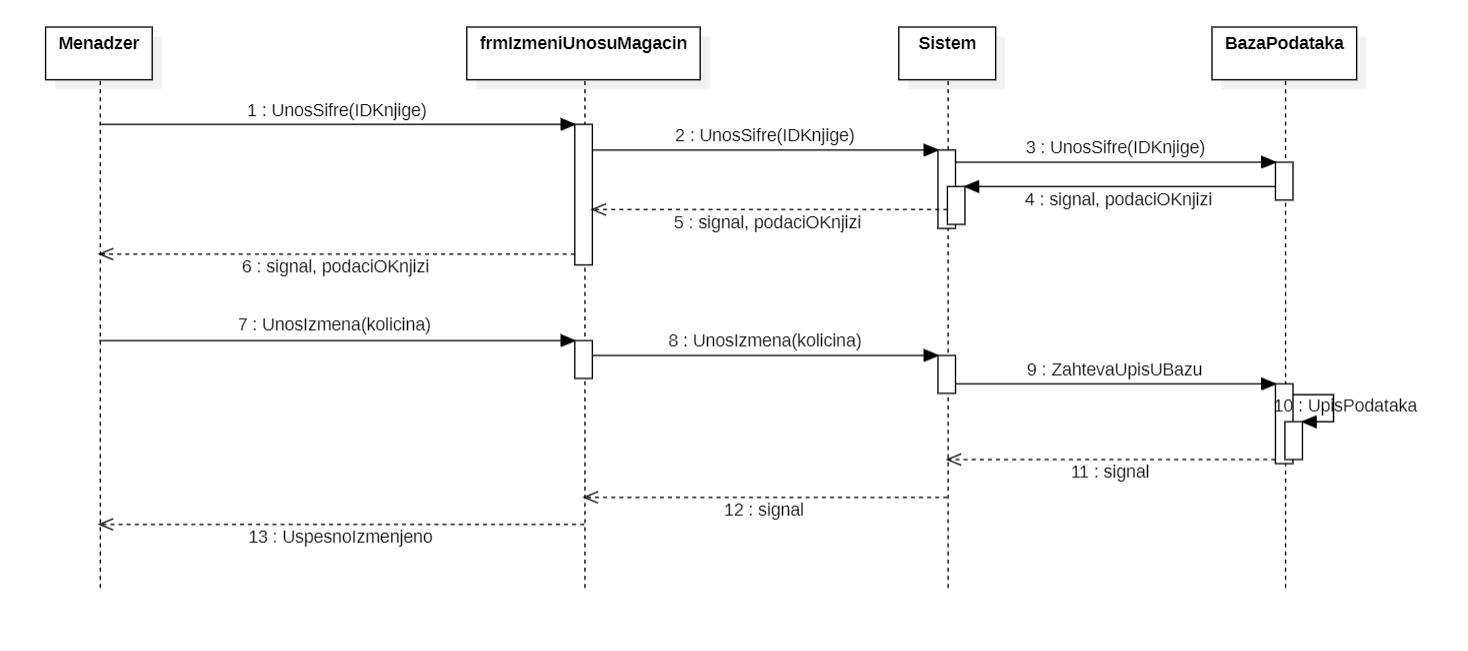 Menadzer
frmIzmeniUnosuMagacin
Sistem
BazaPodataka
1 : UnosSifre(IDKnjige)
2 : UnosSifre(IDKnjige)
3 : UnosSifre(IDKnjige)
4 : signal, podaciOKnjizi
5 : signal, podaciOKnjizi
6 : signal, podaciOKnjizi
7 : UnosIzmena(kolicina)
8 : UnosIzmena(kolicina)
9 : ZahtevaUpisUBazu
10 : UpisPodataka
11 : signal
12 : signal
13 : UspesnoIzmenjeno